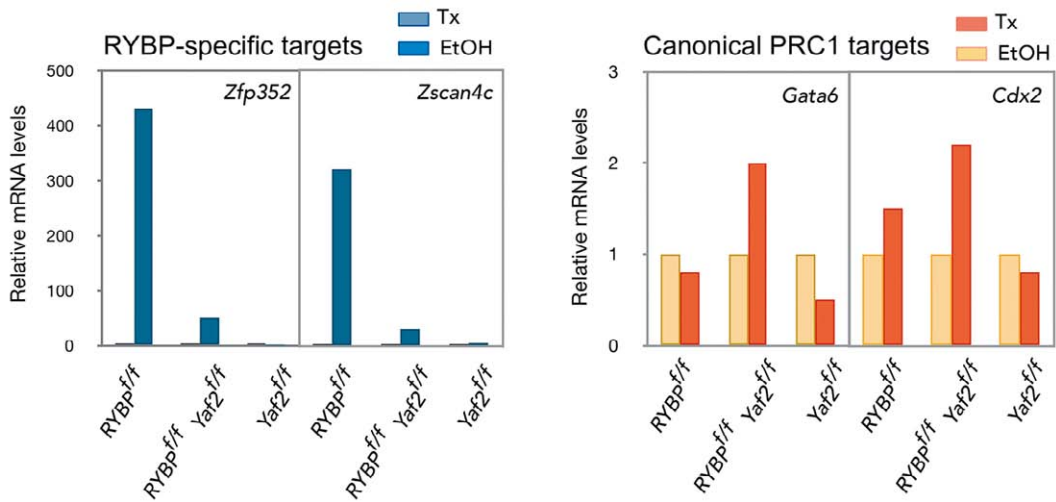 Tx
EtOH
RYBP-specific targets
Zfp352
Zscan4c
500
400
300
200
100
0
Relative mRNA levels
RYBPf/f
RYBPf/f Yaf2f/f
Yaf2f/f
RYBPf/f
RYBPf/f Yaf2f/f
Yaf2f/f
Tx
EtOH
Canonical PRC1 targets
Gata6
Cdx2
3
2
1
0
Relative mRNA levels
RYBPf/f
RYBPf/f Yaf2f/f
Yaf2f/f
RYBPf/f
RYBPf/f Yaf2f/f
Yaf2f/f